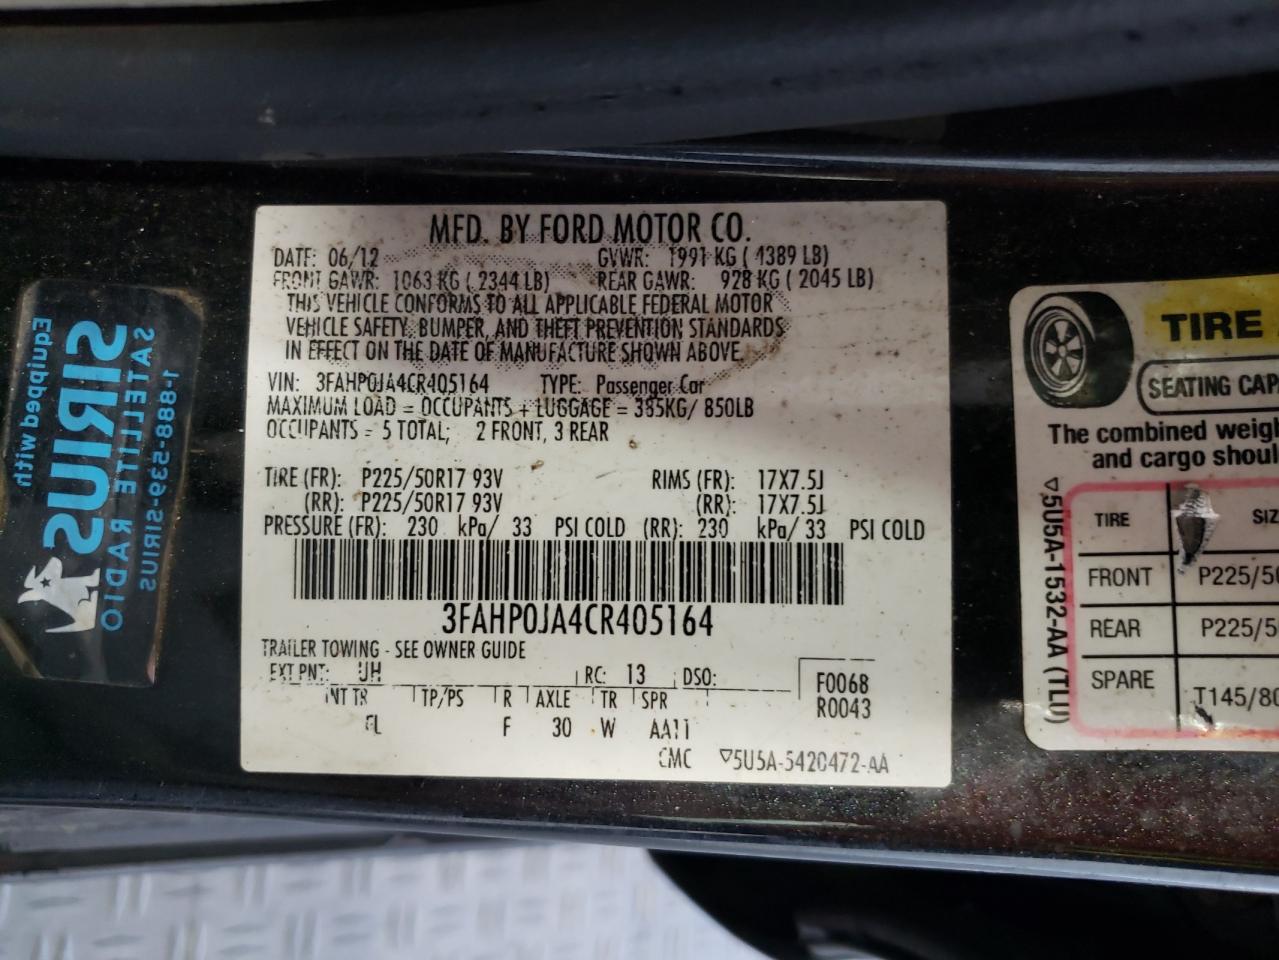 MFD. BY FORD MOTOR CO.
DATE: 06/12 GVWR: 1991 KG ( 4389 LB)
FRONT GAWR: 1063 KG ( 2344 LB) REAR GAWR: 928 KG ( 2045 LB)
THIS VEHICLE CONFORMS TO ALL APPLICABLE FEDERAL MOTOR
VEHICLE SAFETY, BUMPER, AND THEFT PREVENTION STANDARDS
IN EFFECT ON THE DATE OF MANUFACTURE SHOWN ABOVE.
VIN: 3FAHP0JA4CR405164 TYPE: Passenger Car
MAXIMUM LOAD = OCCUPANTS + LUGGAGE = 385KG/ 850LB
OCCUPANTS = 5 TOTAL; 2 FRONT, 3 REAR
TIRE (FR): P225/50R17 93V RIMS (FR): 17X7.5J
(RR): P225/50R17 93V (RR): 17X7.5J
PRESSURE (FR): 230 kPa/ 33 PSI COLD (RR): 230 kPa/ 33 PSI COLD
3FAHP0JA4CR405164
TRAILER TOWING - SEE OWNER GUIDE
EXT PNT: UH RC: 13 DSO: F0068
INT TR TP/PS R AXLE TR SPR R0043
FL F 30 W AA11
CMC ▽5U5A-5420472-AA
Equipped with
SIRIUS
SATELLITE RADIO
1-888-539-SIRIUS
TIRE
SEATING CAP
The combined weigh
and cargo shoul
▽5U5A-1532-AA (TLU)
TIRE SIZ
FRONT P225/50
REAR P225/50
SPARE T145/80